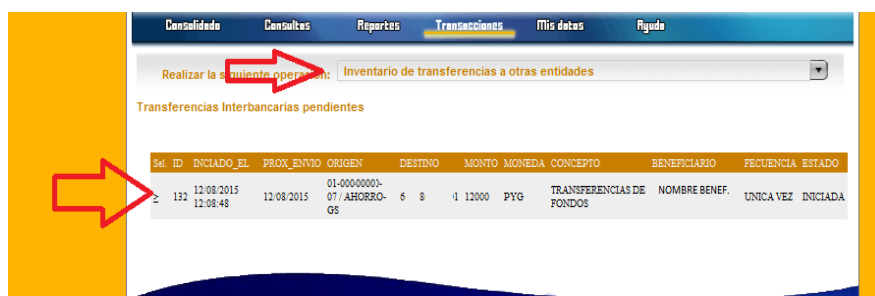 Consolidado Consultas Reportes Transacciones Mis datos Ayuda
Realizar la siguiente operación: Inventario de transferencias a otras entidades
Transferencias Interbancarias pendientes
Sel. ID INCIADO_EL PROX_ENVIO ORIGEN DESTINO MONTO MONEDA CONCEPTO BENEFICIARIO FECUENCIA ESTADO
≥ 132 12/08/2015 12:08:48 12/08/2015 01-00000003-07 / AHORRO-GS 6 8 1 12000 PYG TRANSFERENCIAS DE FONDOS NOMBRE BENEF. UNICA VEZ INICIADA